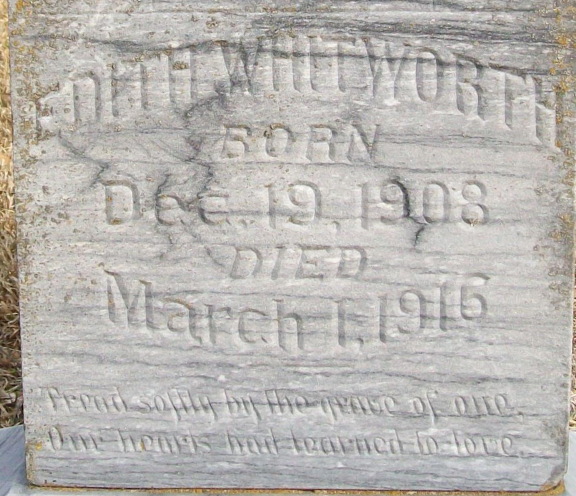 EDITH WHITWORTH
BORN
DEC. 19, 1908
DIED
March 1, 1916
Tread softly by the grave of one,
Our hearts had learned to love.